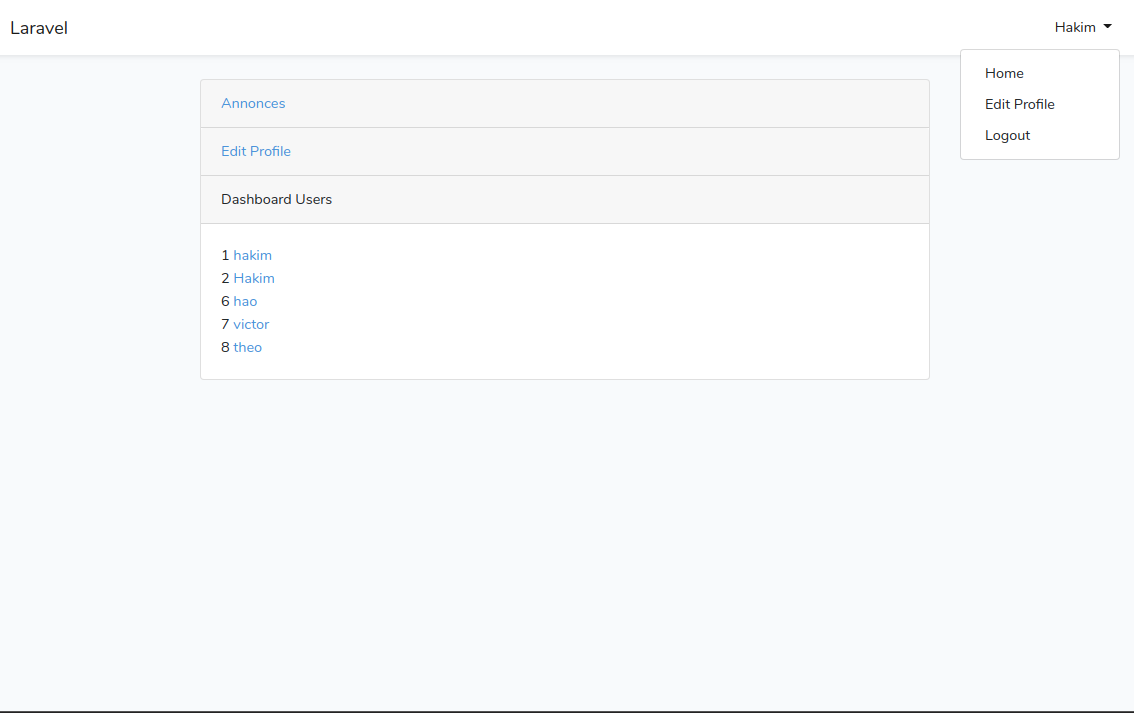 Laravel
Hakim
Home
Edit Profile
Logout
Annonces
Edit Profile
Dashboard Users
1 hakim
2 Hakim
6 hao
7 victor
8 theo